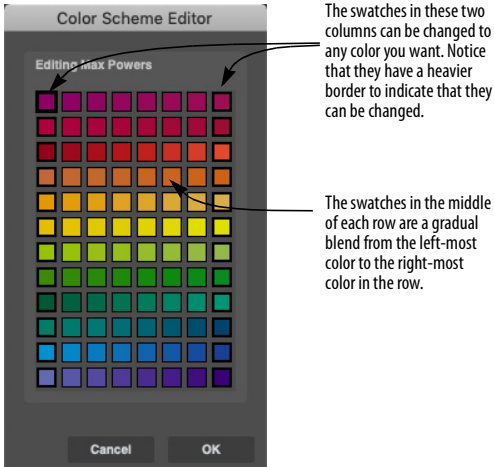 Color Scheme Editor
Editing Max Powers
The swatches in these two
columns can be changed to
any color you want. Notice
that they have a heavier
border to indicate that they
can be changed.
The swatches in the middle
of each row are a gradual
blend from the left-most
color to the right-most
color in the row.
Cancel
OK